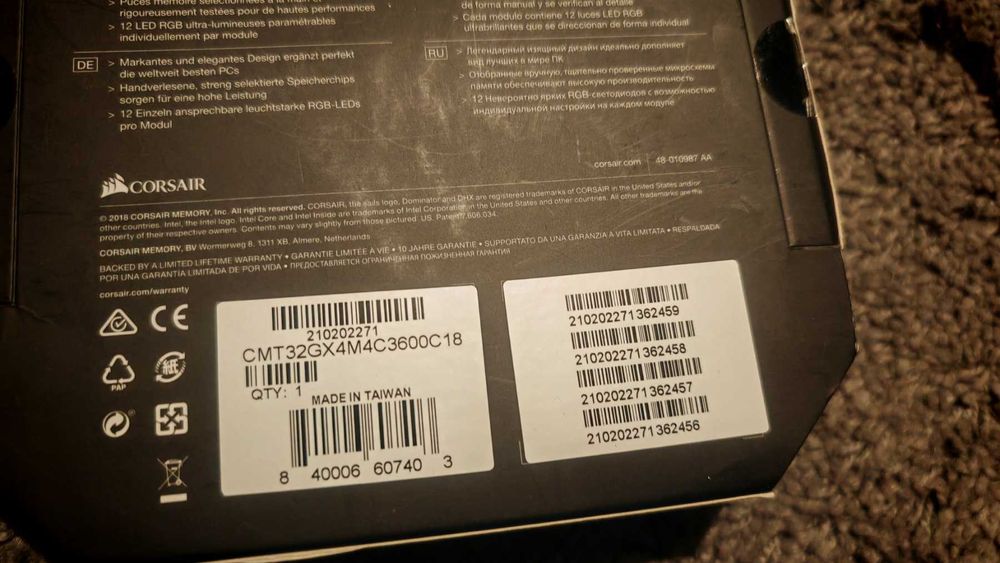 > Puces mémoire sélectionnées à la main et
rigoureusement testées pour de hautes performances
> 12 LED RGB ultra-lumineuses paramétrables
individuellement par module
de forma manual y se verifican al detalle
> Cada módulo contiene 12 luces LED RGB
ultrabrillantes que se direccionan de forma individual
DE
> Markantes und elegantes Design ergänzt perfekt
die weltweit besten PCs
> Handverlesene, streng selektierte Speicherchips
sorgen für eine hohe Leistung
> 12 Einzeln ansprechbare leuchtstarke RGB-LEDs
pro Modul
RU
> Легендарный изящный дизайн идеально дополняет
вид лучших в мире ПК
> Отобранные вручную, тщательно проверенные микросхемы
памяти обеспечивают высокую производительность
> 12 Невероятно ярких RGB-светодиодов с возможностью
индивидуальной настройки на каждом модуле
corsair.com | 48-010987 AA
CORSAIR
© 2018 CORSAIR MEMORY, Inc. All rights reserved. CORSAIR, the sails logo, Dominator and DHX are registered trademarks of CORSAIR in the United States and/or
other countries. Intel, the Intel logo, Intel Core and Intel Inside are trademarks of Intel Corporation in the United States and other countries. All other trademarks are the
property of their respective owners. Contents may vary slightly from those pictured. US. Patent 7,606,034.
CORSAIR MEMORY, BV Wormerweg 8, 1311 XB, Almere, Netherlands
BACKED BY A LIMITED LIFETIME WARRANTY • GARANTIE LIMITÉE À VIE • 10 JAHRE GARANTIE • SUPPORTATO DA UNA GARANZIA A VITA LIMITATA • RESPALDADA
POR UNA GARANTÍA LIMITADA DE POR VIDA • ПРЕДОСТАВЛЯЕТСЯ ОГРАНИЧЕННАЯ ПОЖИЗНЕННАЯ ГАРАНТИЯ
corsair.com/warranty
CE
PAP
紙
210202271
CMT32GX4M4C3600C18
QTY: 1
MADE IN TAIWAN
8 40006 60740 3
210202271362459
210202271362458
210202271362457
210202271362456